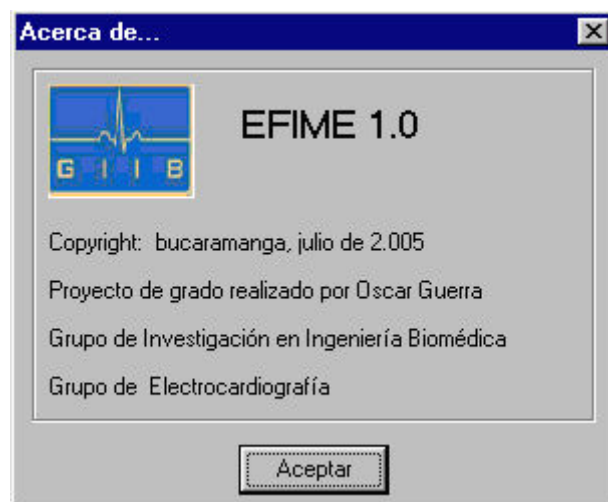 Acerca de...
EFIME 1.0
G I I B
Copyright: bucaramanga, julio de 2.005
Proyecto de grado realizado por Oscar Guerra
Grupo de Investigación en Ingeniería Biomédica
Grupo de Electrocardiografía
Aceptar